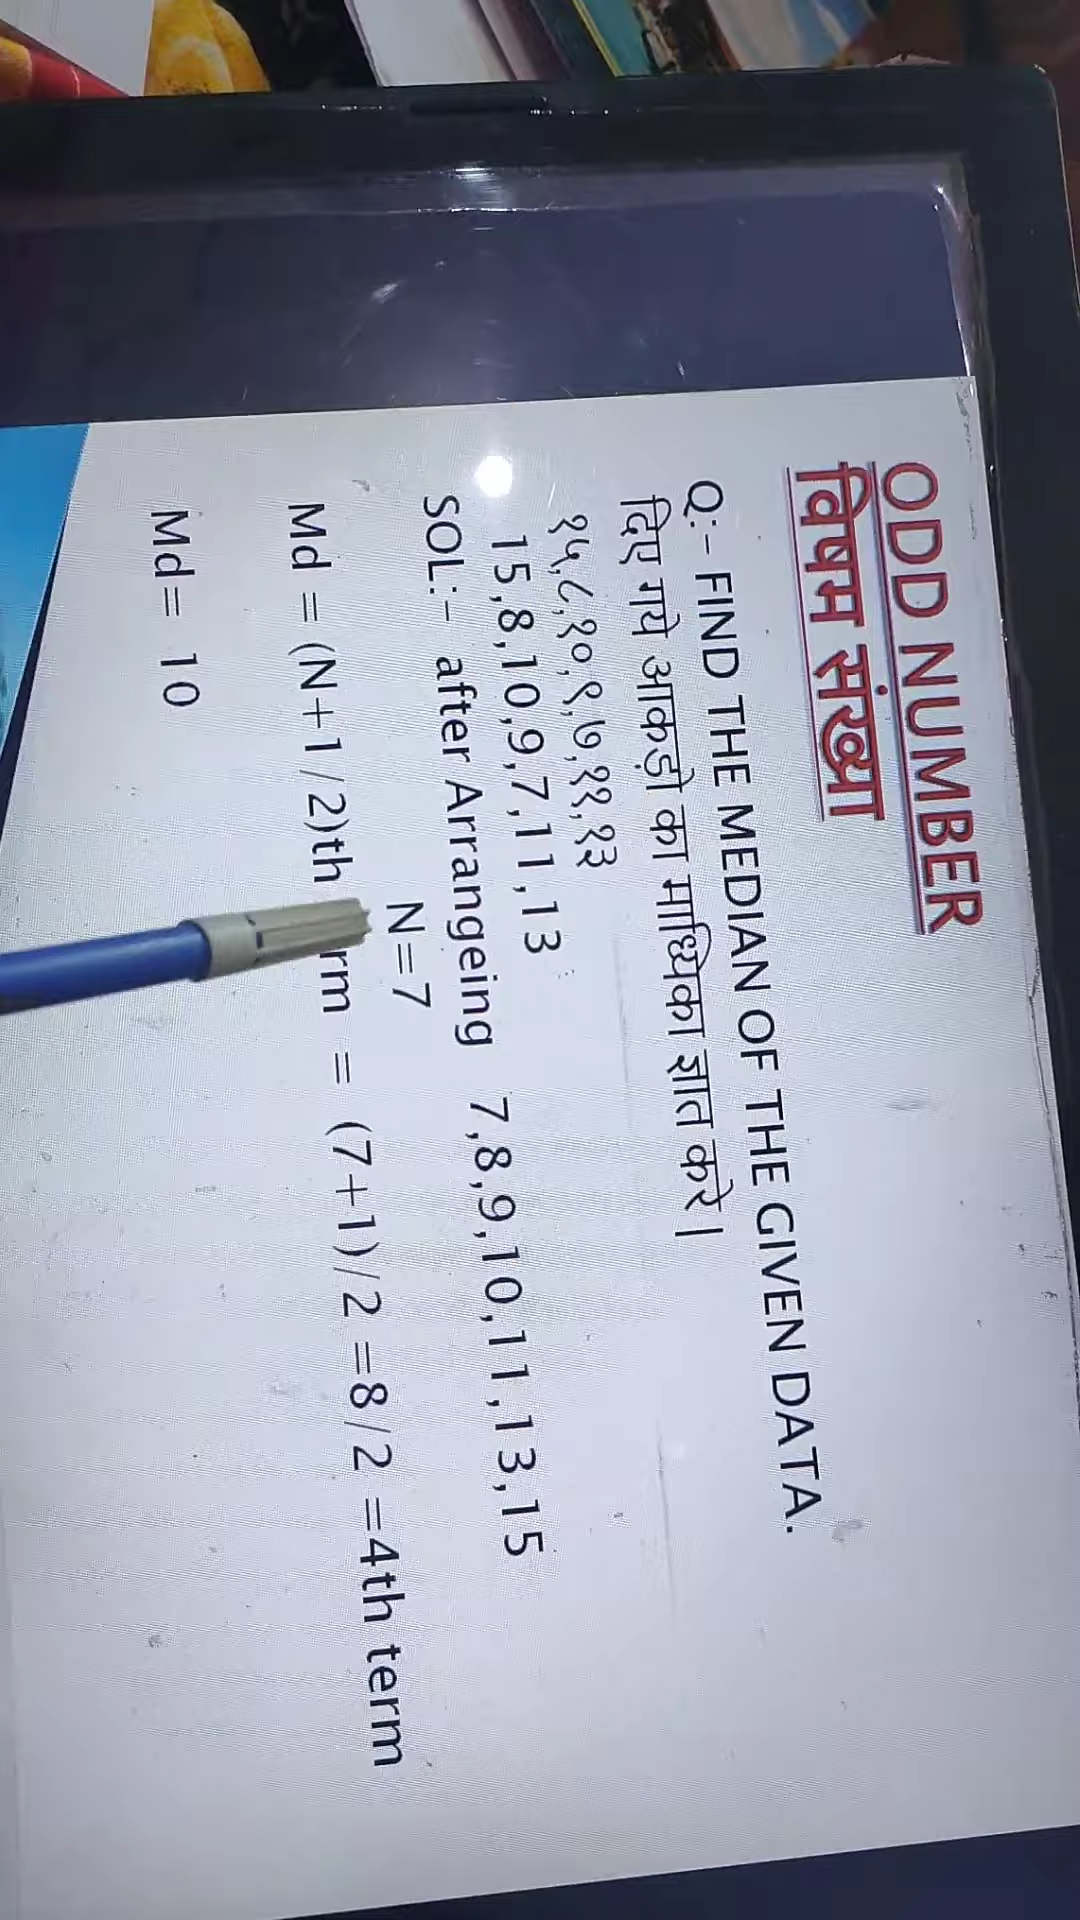 ODD NUMBER
विषम संख्या
Q:- FIND THE MEDIAN OF THE GIVEN DATA.
दिए गये आकड़ो का माध्यिका ज्ञात करे।
१५,८,१०,९,७,११,१३
15,8,10,9,7,11,13
SOL:- after Arrangeing 7,8,9,10,11,13,15
N=7
Md = (N+1/2)th rm = (7+1)/2 =8/2 =4th term
Md= 10